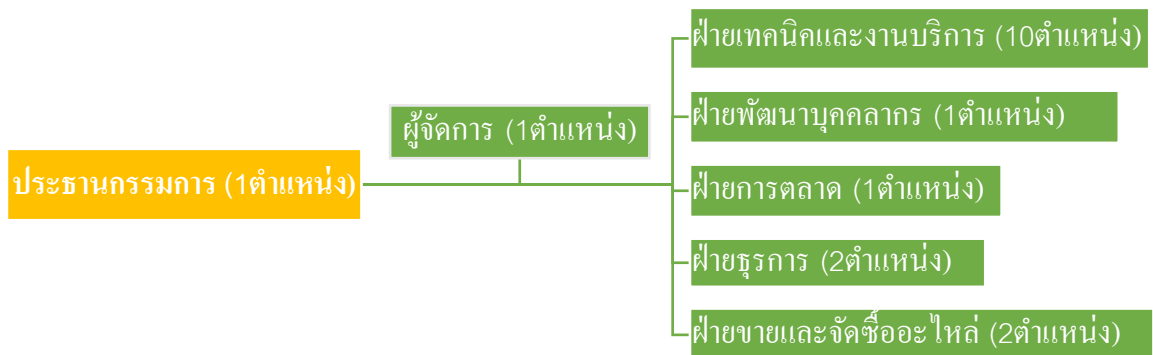 ประธานกรรมการ (1ตำแหน่ง)
ผู้จัดการ (1ตำแหน่ง)
ฝ่ายเทคนิคและงานบริการ (10ตำแหน่ง)
ฝ่ายพัฒนาบุคคลากร (1ตำแหน่ง)
ฝ่ายการตลาด (1ตำแหน่ง)
ฝ่ายธุรการ (2ตำแหน่ง)
ฝ่ายขายและจัดซื้ออะไหล่ (2ตำแหน่ง)